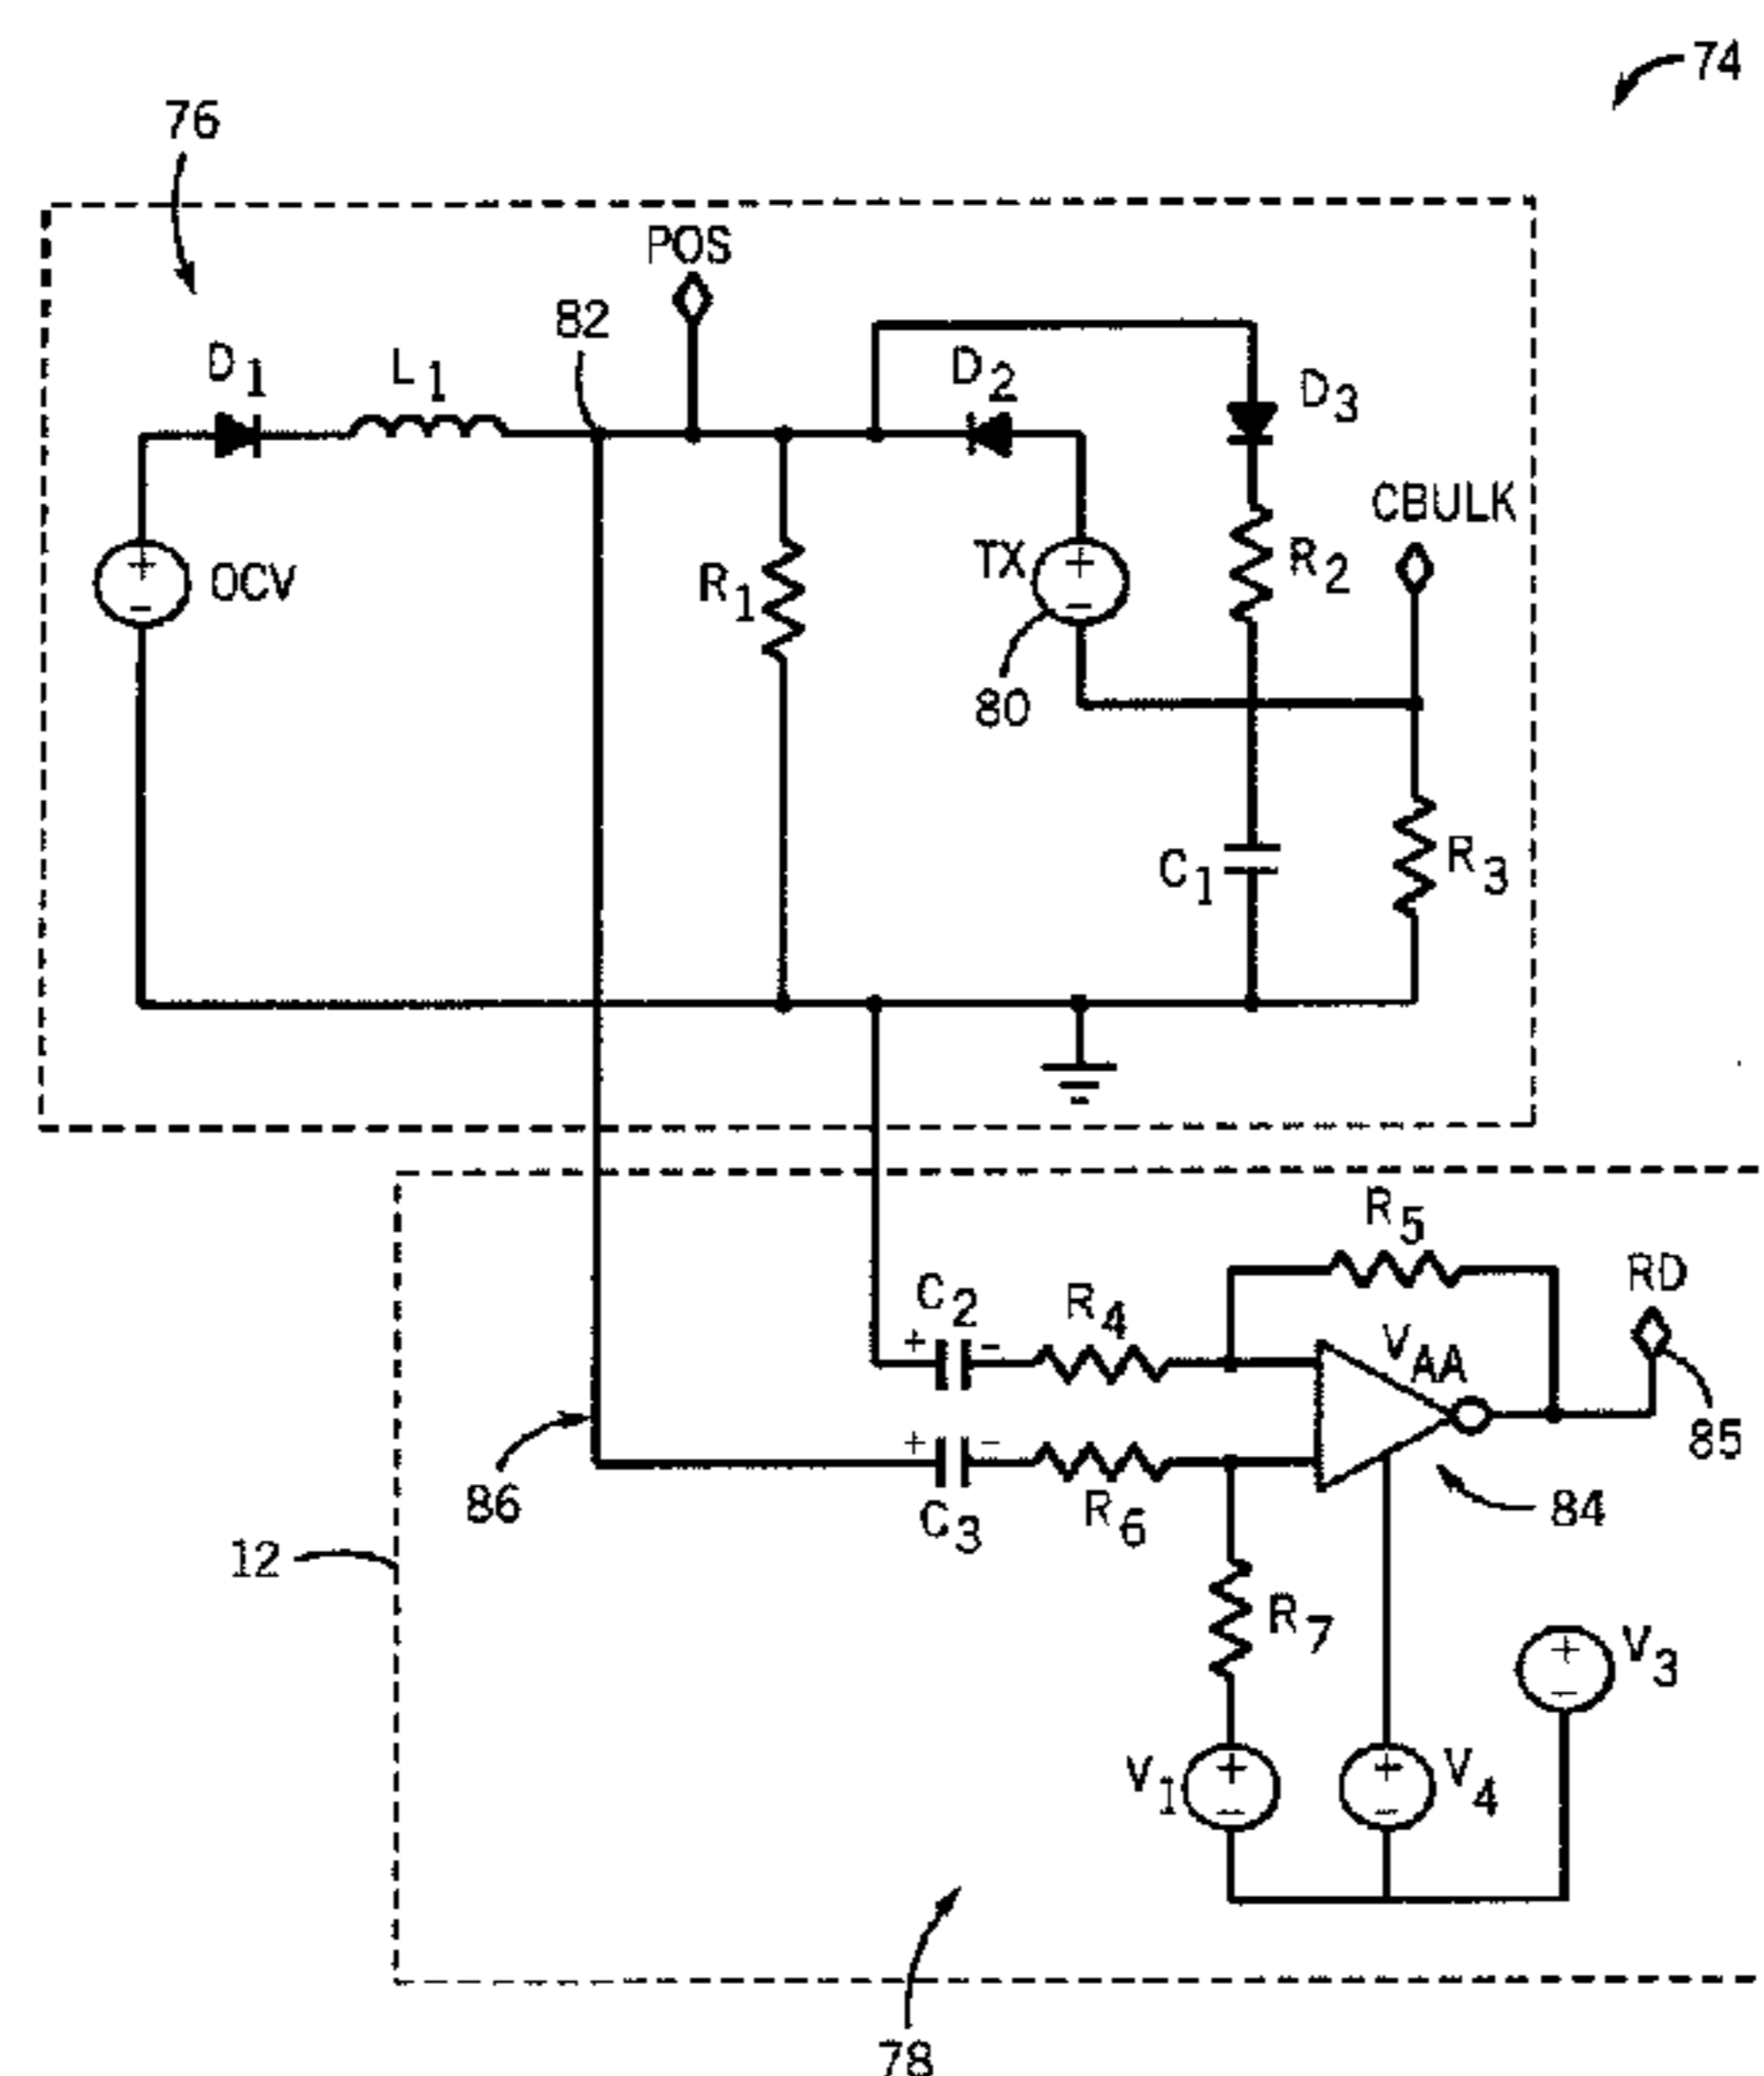 74
76
POS
82
D1
L1
D2
D3
CBULK
+
-
OCV
R1
TX
+
-
R2
80
C1
R3
R5
RD
C2
R4
+
-
VAA
85
+
-
86
C3
R6
84
12
R7
+
-
V3
V1
+
-
+
-
V4
78